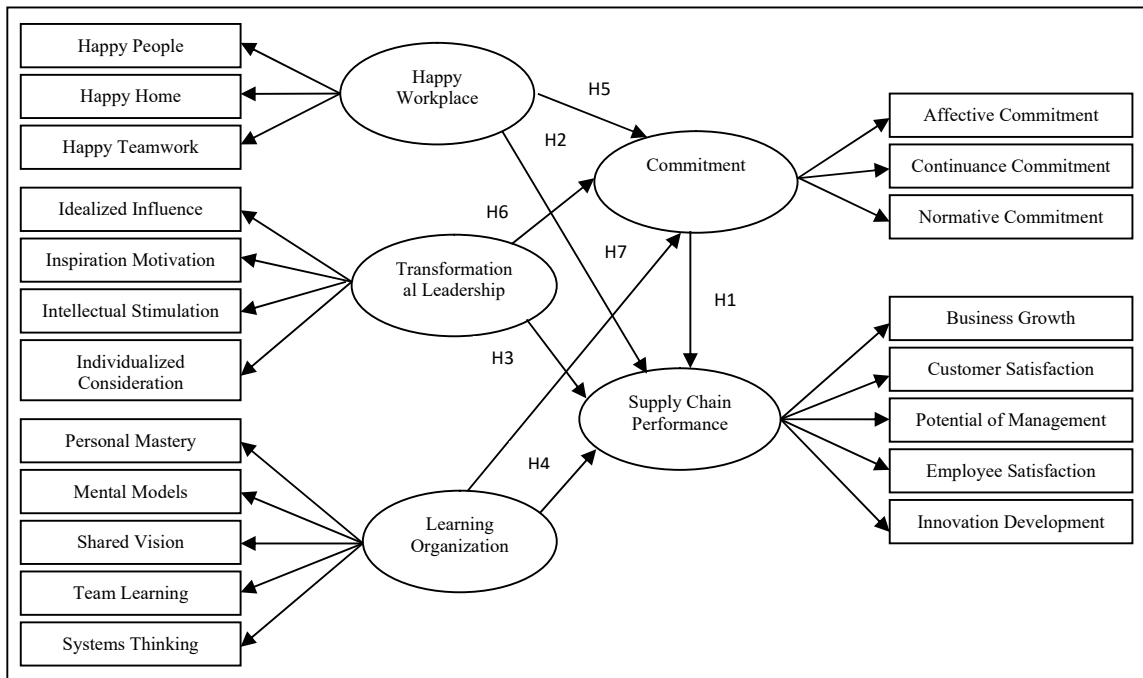 Happy People
Happy Home
Happy Teamwork
Idealized Influence
Inspiration Motivation
Intellectual Stimulation
Individualized
Consideration
Personal Mastery
Mental Models
Shared Vision
Team Learning
Systems Thinking
Happy
Workplace
Transformation
al Leadership
Learning
Organization
H5
H2
H6
H7
H1
H3
H4
Commitment
Supply Chain
Performance
Affective Commitment
Continuance Commitment
Normative Commitment
Business Growth
Customer Satisfaction
Potential of Management
Employee Satisfaction
Innovation Development